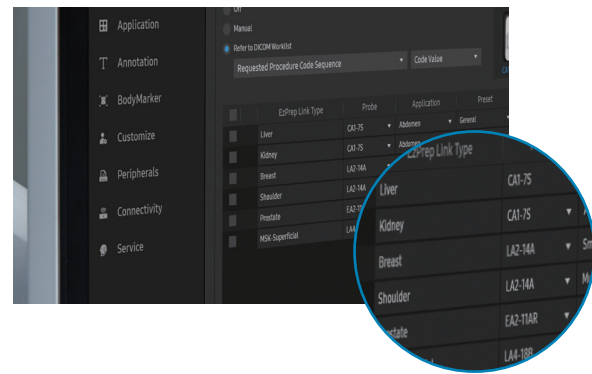 Off
Application
Annotation
BodyMarker
Customize
Peripherals
Connectivity
Service
Manual
Refer to DICOM Worklist
Requested Procedure Code Sequence Code Value
EzPrep Link Type Probe Application Preset
Liver CA1-7S Abdomen General
Kidney CA1-7S Abdomen
Breast LA2-14A
Shoulder LA2-14A
Prostate
MSK-Superficial
EzPrep Link Type
Liver CA1-7S
Kidney CA1-7S
Breast LA2-14A
Shoulder LA2-14A
EA2-11AR
LA4-18B